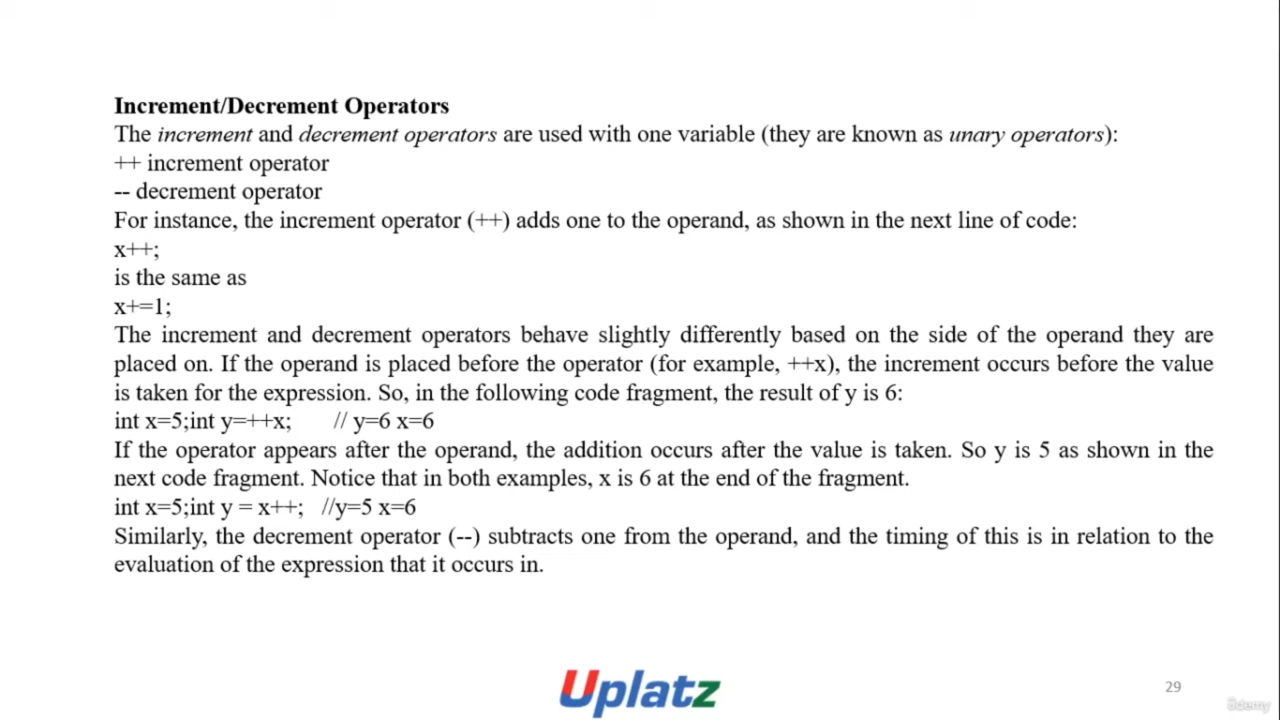 Increment/Decrement Operators
The increment and decrement operators are used with one variable (they are known as unary operators):
++ increment operator
-- decrement operator
For instance, the increment operator (++) adds one to the operand, as shown in the next line of code:
x++;
is the same as
x+=1;
The increment and decrement operators behave slightly differently based on the side of the operand they are
placed on. If the operand is placed before the operator (for example, ++x), the increment occurs before the value
is taken for the expression. So, in the following code fragment, the result of y is 6:
int x=5;int y=++x; // y=6 x=6
If the operator appears after the operand, the addition occurs after the value is taken. So y is 5 as shown in the
next code fragment. Notice that in both examples, x is 6 at the end of the fragment.
int x=5;int y = x++; //y=5 x=6
Similarly, the decrement operator (--) subtracts one from the operand, and the timing of this is in relation to the
evaluation of the expression that it occurs in.
Uplatz
29
ûdemy